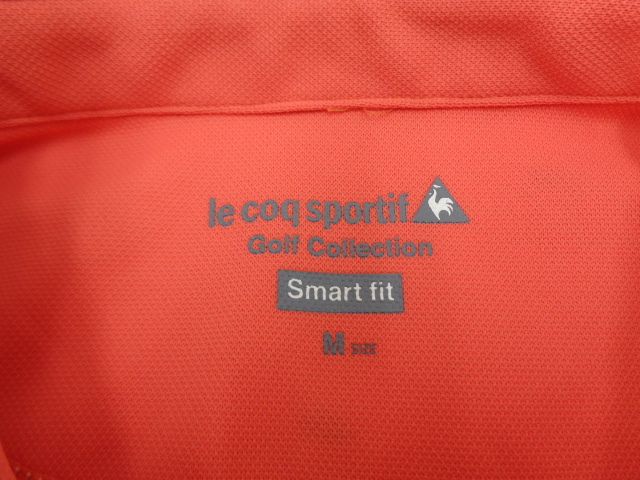 le coq sportif
Golf Collection
Smart fit
M SIZE